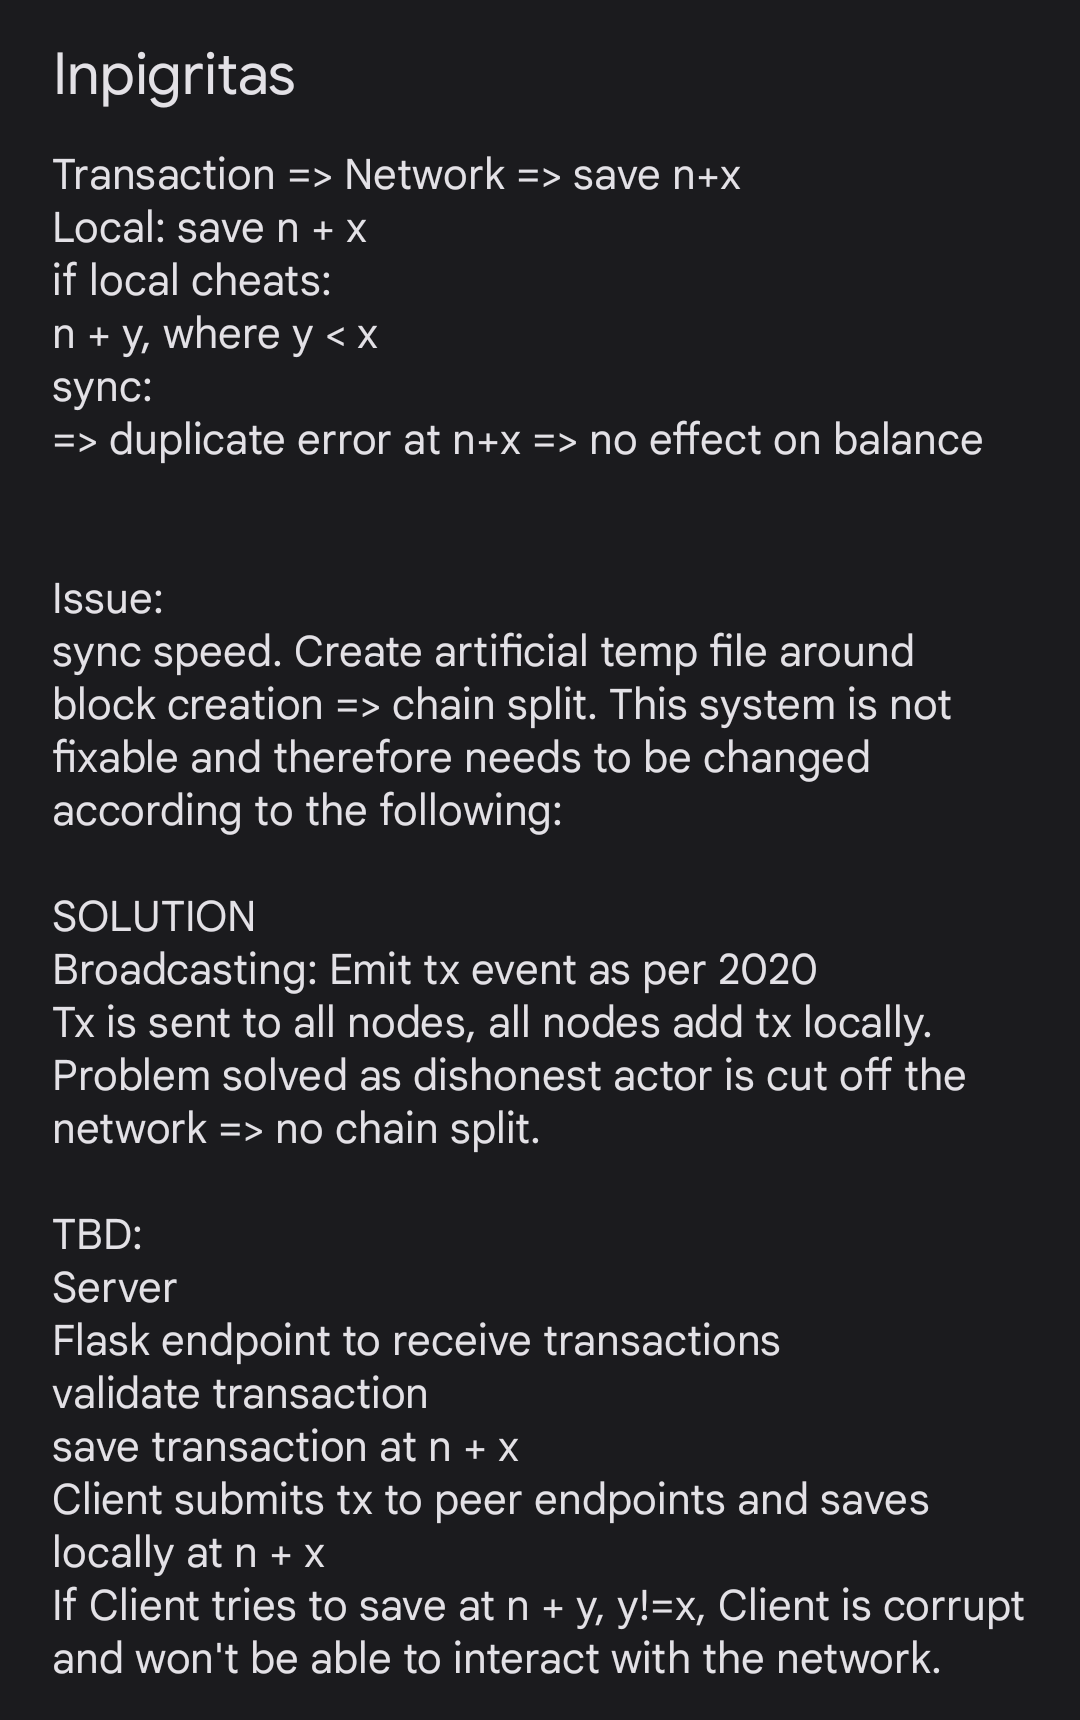 Inpigritas
Transaction => Network => save n+x
Local: save n + x
if local cheats:
n + y, where y < x
sync:
=> duplicate error at n+x => no effect on balance
Issue:
sync speed. Create artificial temp file around
block creation => chain split. This system is not
fixable and therefore needs to be changed
according to the following:
SOLUTION
Broadcasting: Emit tx event as per 2020
Tx is sent to all nodes, all nodes add tx locally.
Problem solved as dishonest actor is cut off the
network => no chain split.
TBD:
Server
Flask endpoint to receive transactions
validate transaction
save transaction at n + x
Client submits tx to peer endpoints and saves
locally at n + x
If Client tries to save at n + y, y!=x, Client is corrupt
and won't be able to interact with the network.